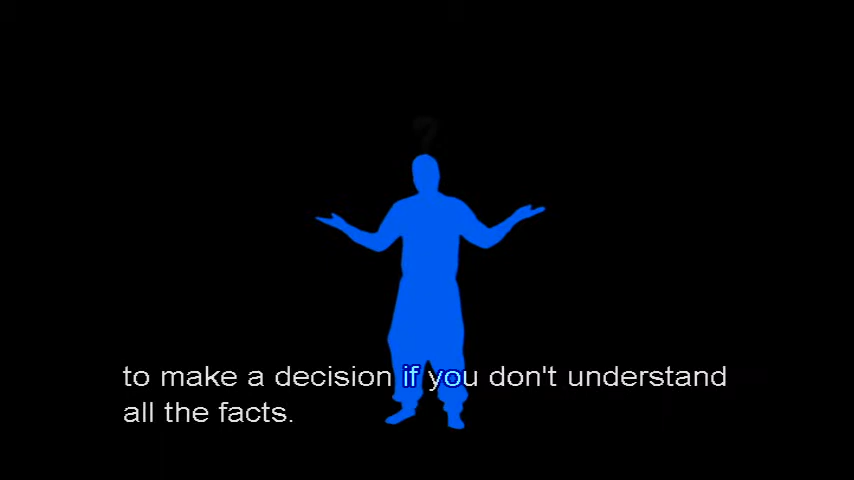 ?
to make a decision if you don't understand
all the facts.